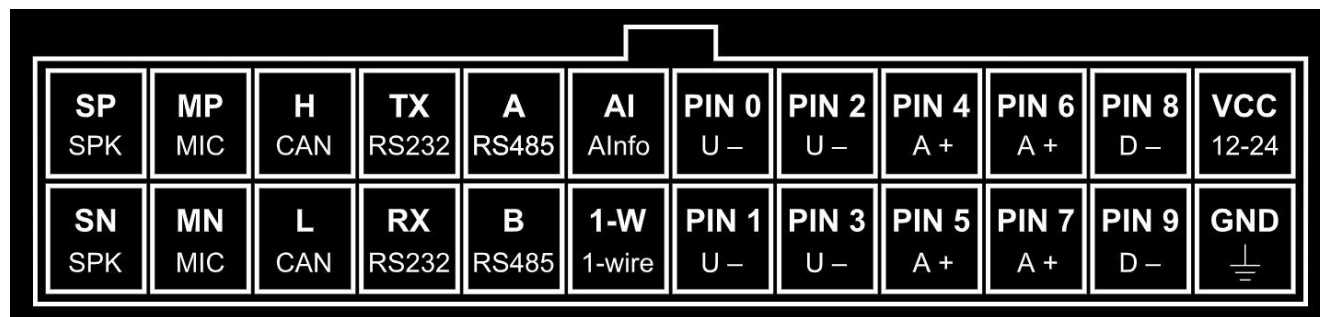 SP MP H TX A AI PIN 0 PIN 2 PIN 4 PIN 6 PIN 8 VCC
SPK MIC CAN RS232 RS485 AInfo U – U – A + A + D – 12-24
SN MN L RX B 1-W PIN 1 PIN 3 PIN 5 PIN 7 PIN 9 GND
SPK MIC CAN RS232 RS485 1-wire U – U – A + A + D –